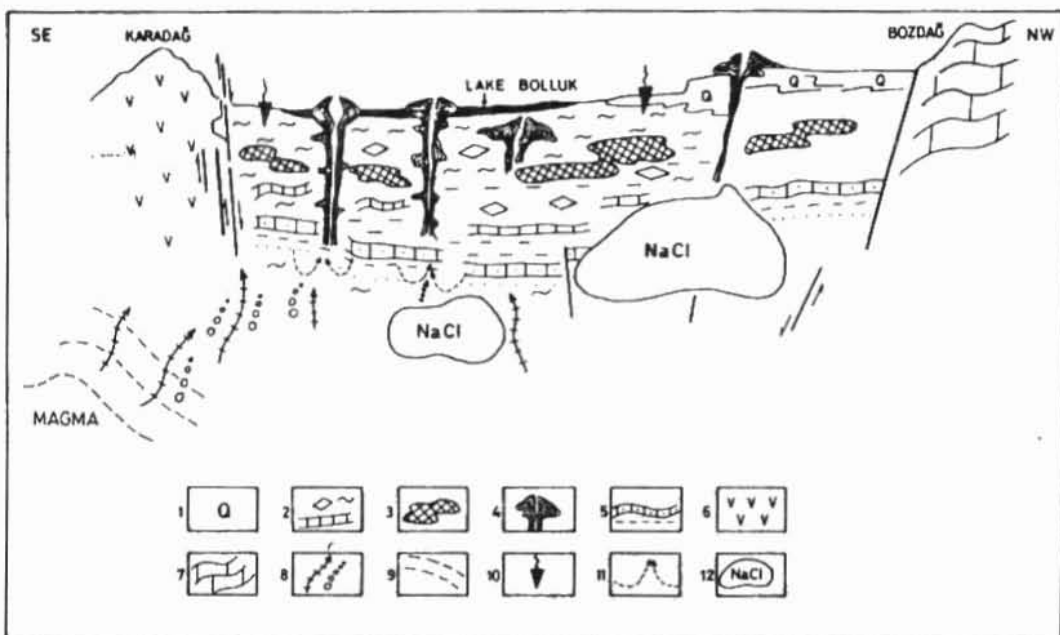 SE KARADAĞ LAKE BOLLUK BOZDAĞ NW
Q Q Q
NaCl
NaCl
MAGMA
1 Q 2 3 4 5 6 V V V V V
7 8 9 10 11 12 NaCl